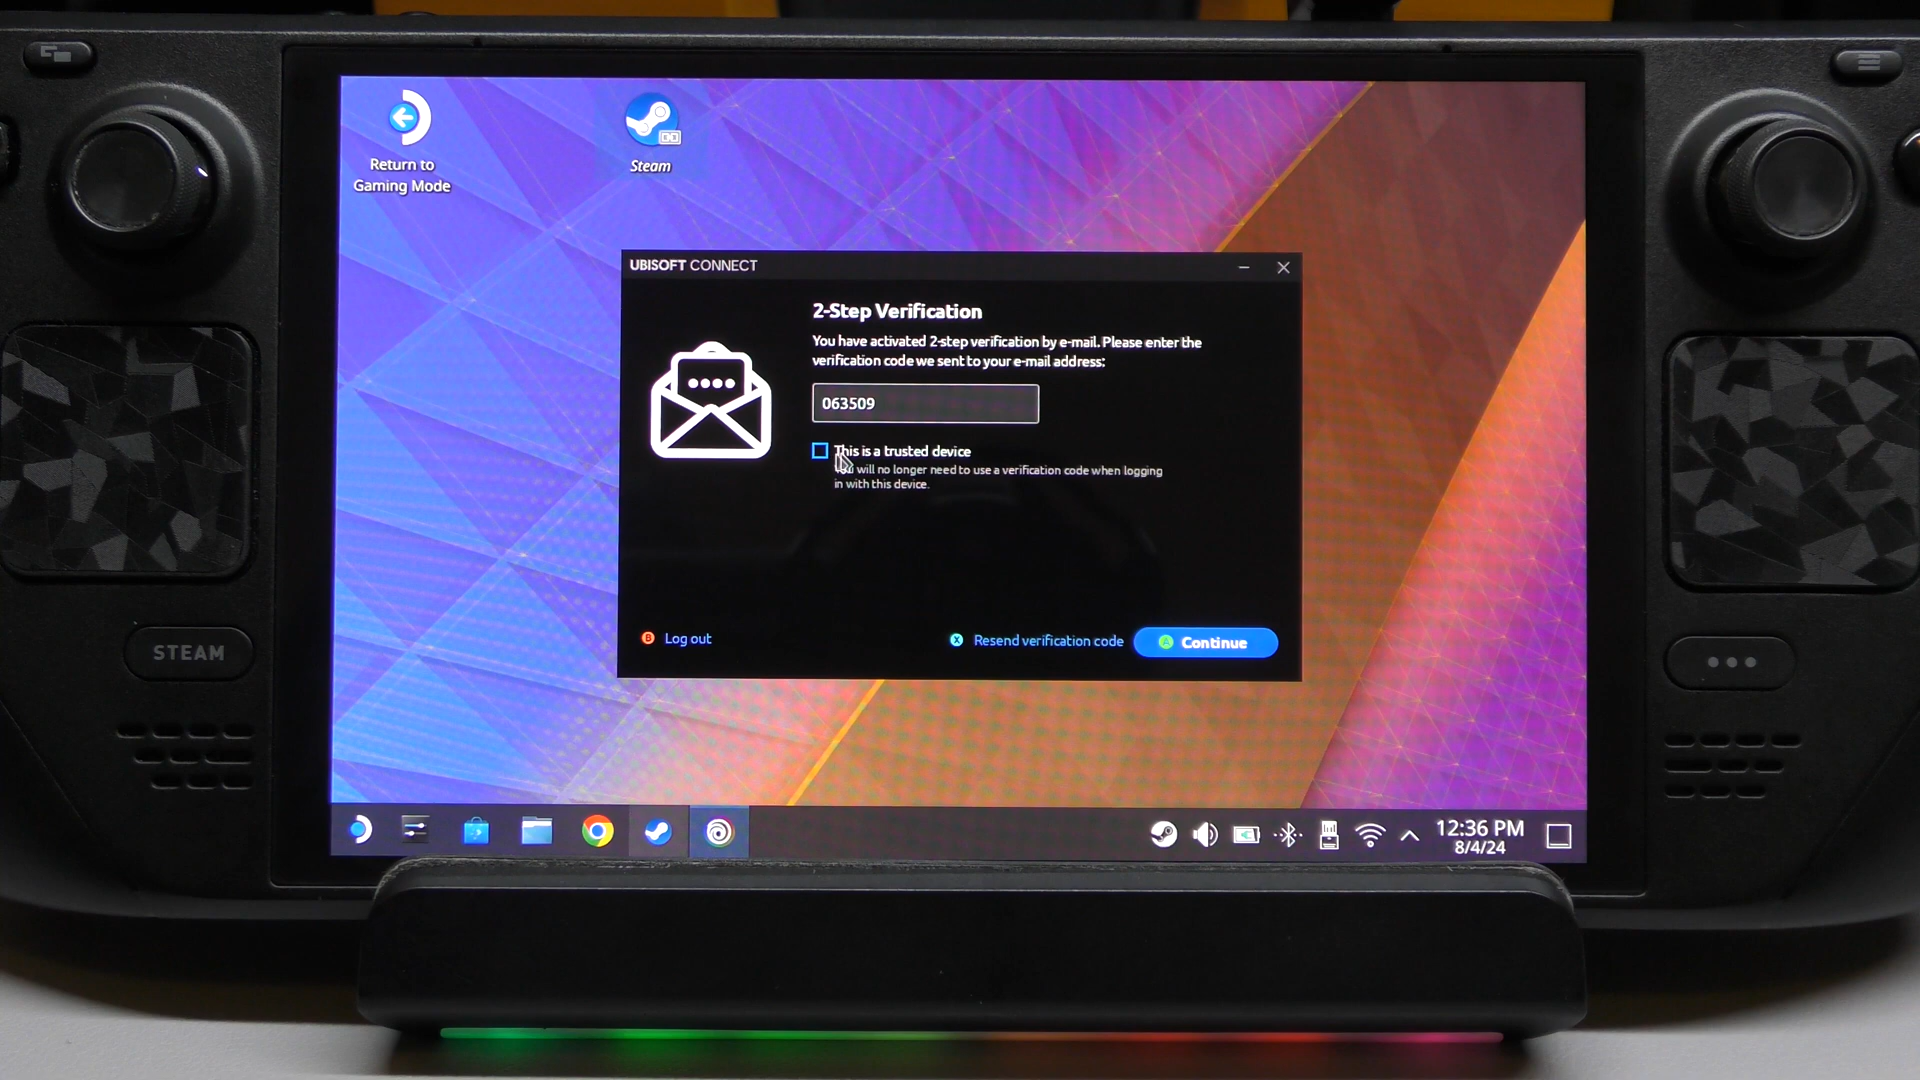 Return to
Gaming Mode
Steam
UBISOFT CONNECT
2-Step Verification
You have activated 2-step verification by e-mail. Please enter the
verification code we sent to your e-mail address:
063509
This is a trusted device
You will no longer need to use a verification code when logging
in with this device.
B Log out
X Resend verification code
A Continue
STEAM
12:36 PM
8/4/24